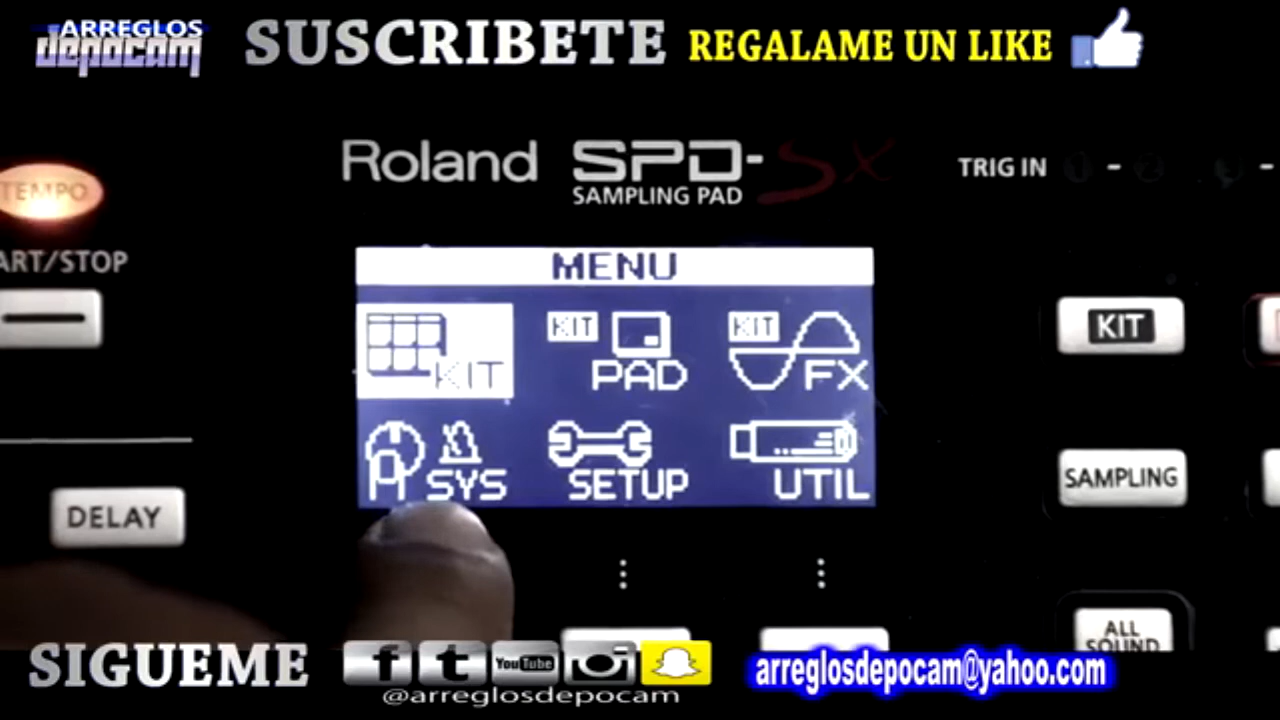 ARREGLOS
depocam
SUSCRIBETE
REGALAME UN LIKE
Roland
SPD-SX
SAMPLING PAD
TRIG IN
TEMPO
ART/STOP
MENU
KIT
KIT
PAD
KIT
FX
SYS
SETUP
UTIL
KIT
SAMPLING
DELAY
ALL
SOUND
SIGUEME
f
t
YouTube
@arreglosdepocam
arreglosdepocam@yahoo.com